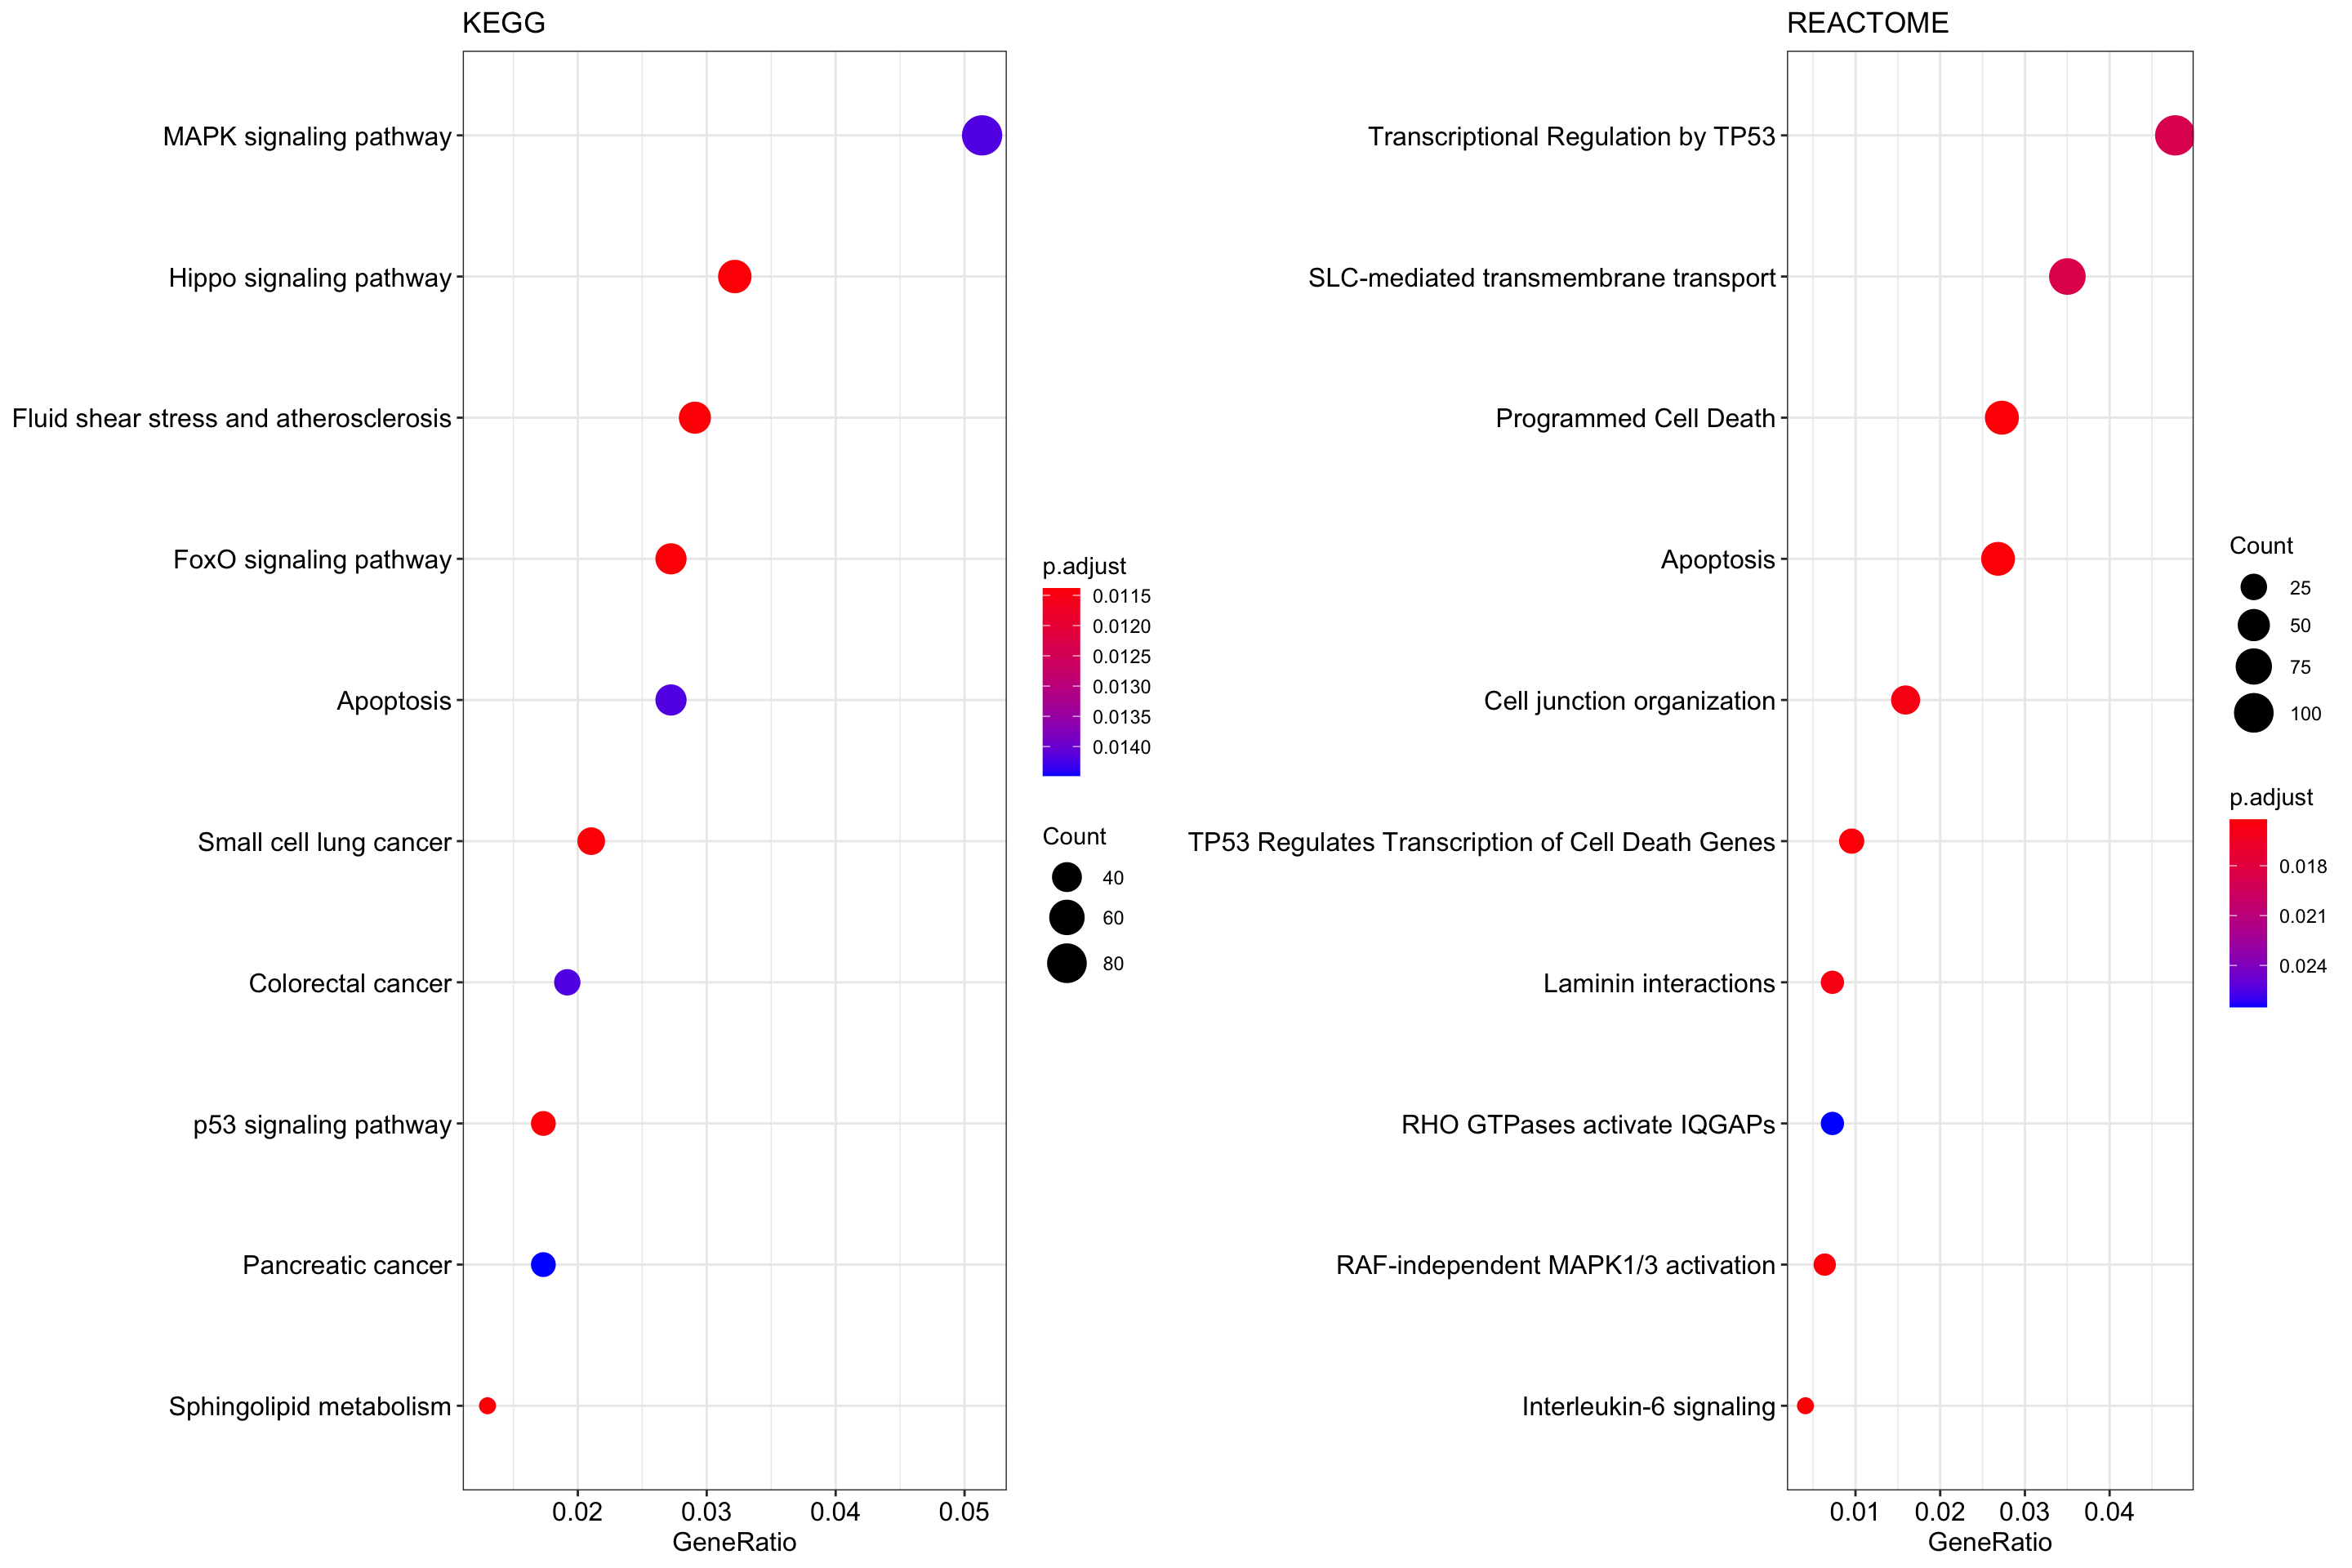 KEGG
MAPK signaling pathway
Hippo signaling pathway
Fluid shear stress and atherosclerosis
FoxO signaling pathway
Apoptosis
Small cell lung cancer
Colorectal cancer
p53 signaling pathway
Pancreatic cancer
Sphingolipid metabolism
0.02 0.03 0.04 0.05
GeneRatio
p.adjust
0.0115
0.0120
0.0125
0.0130
0.0135
0.0140
Count
40
60
80
REACTOME
Transcriptional Regulation by TP53
SLC-mediated transmembrane transport
Programmed Cell Death
Apoptosis
Cell junction organization
TP53 Regulates Transcription of Cell Death Genes
Laminin interactions
RHO GTPases activate IQGAPs
RAF-independent MAPK1/3 activation
Interleukin-6 signaling
0.01 0.02 0.03 0.04
GeneRatio
Count
25
50
75
100
p.adjust
0.018
0.021
0.024